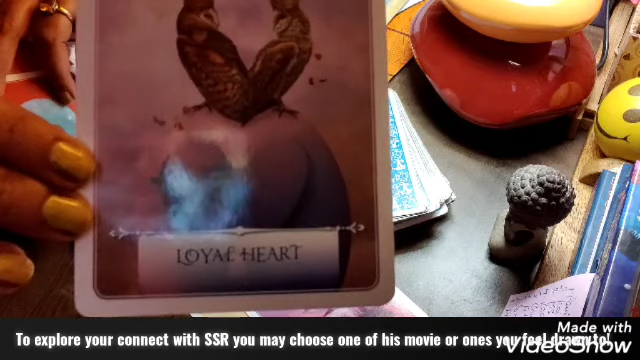 LOYAL HEART
To explore your connect with SSR you may choose one of his movie or ones you feel drawn to!
Made with
VideoShow